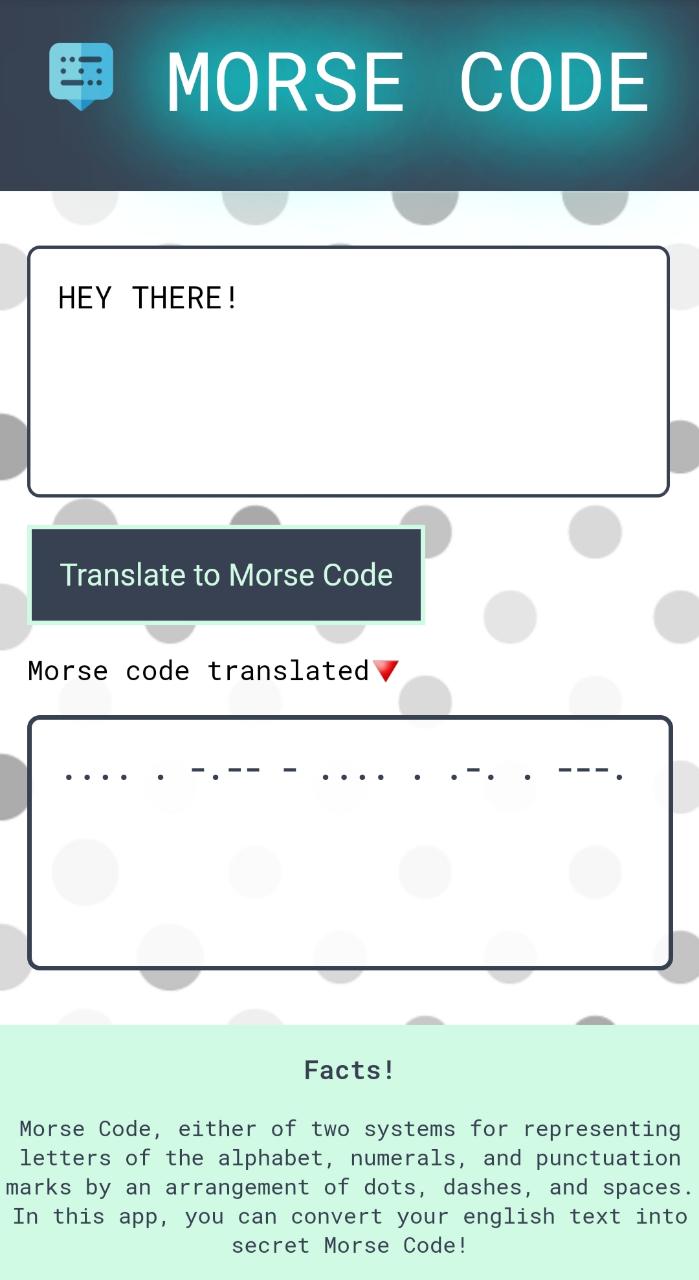 MORSE CODE
HEY THERE!
Translate to Morse Code
Morse code translated
.... . -.-- - .... . .-. . ---.
Facts!
Morse Code, either of two systems for representing
letters of the alphabet, numerals, and punctuation
marks by an arrangement of dots, dashes, and spaces.
In this app, you can convert your english text into
secret Morse Code!